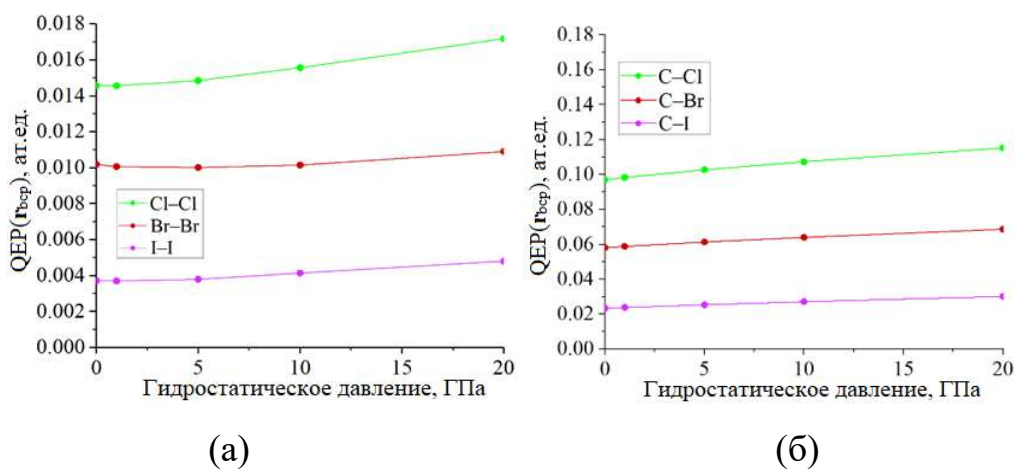 0.018
0.016
0.014
0.012
0.010
0.008
0.006
0.004
0.002
0.000
QEP(r_bcp), ат.ед.
Cl–Cl
Br–Br
I–I
0 5 10 15 20
Гидростатическое давление, ГПа
(а)
0.18
0.16
0.14
0.12
0.10
0.08
0.06
0.04
0.02
0.00
QEP(r_bcp), ат.ед.
C–Cl
C–Br
C–I
0 5 10 15 20
Гидростатическое давление, ГПа
(б)